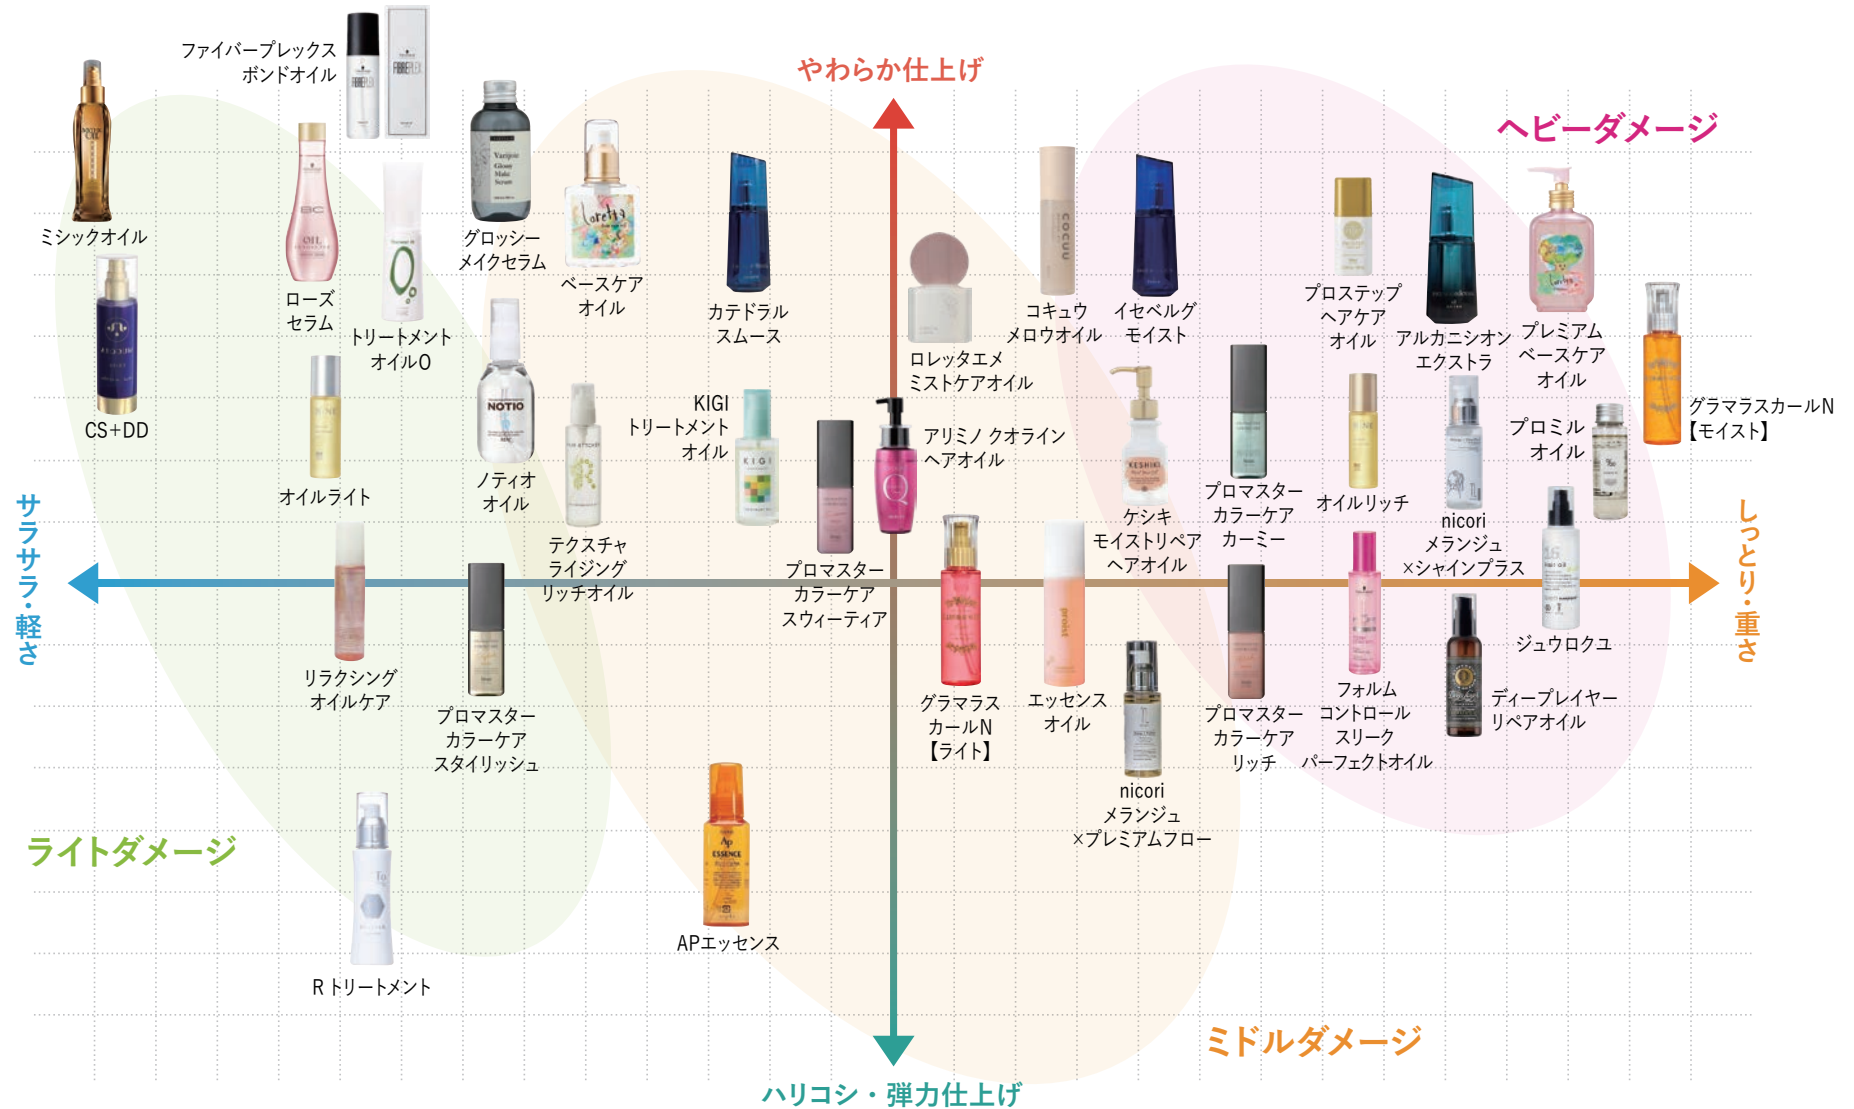 ファイバープレックス
ボンドオイル
やわらか仕上げ
ヘビーダメージ
ミシックオイル
ローズ
セラム
トリートメント
オイルO
グロッシー
メイクセラム
ベースケア
オイル
カテドラル
スムース
ロレッタエメ
ミストケアオイル
コキュウ
メロウオイル
イセベルグ
モイスト
プロステップ
ヘアケア
オイル
アルカニシオン
エクストラ
プレミアム
ベースケア
オイル
グラマラスカールN
【モイスト】
CS+DD
オイルライト
NOTIO
ノティオ
オイル
テクスチャ
ライジング
リッチオイル
KIGI
トリートメント
オイル
KIGI
プロマスター
カラーケア
スウィーティア
アリミノ クオライン
ヘアオイル
Q
KESHIKI
ケシキ
モイストリペア
ヘアオイル
プロマスター
カラーケア
カーミー
オイルリッチ
nicori
メランジュ
×シャインプラス
プロミル
オイル
ジュウロクユ
サラサラ・軽さ
しっとり・重さ
リラクシング
オイルケア
プロマスター
カラーケア
スタイリッシュ
グラマラス
カールN
【ライト】
proist
エッセンス
オイル
nicori
メランジュ
×プレミアムフロー
プロマスター
カラーケア
リッチ
フォルム
コントロール
スリーク
パーフェクトオイル
ディープレイヤー
リペアオイル
ライトダメージ
R トリートメント
Ap
ESSENCE
APエッセンス
ミドルダメージ
ハリコシ・弾力仕上げ
FIBREPLEX
FIBREPLEX
BC
OIL
Varijoie
Glossy
Make
Serum
Loretta
COCUU